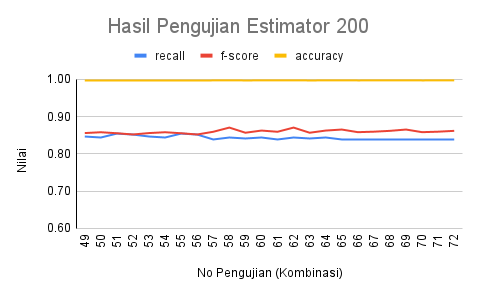 Hasil Pengujian Estimator 200
recall f-score accuracy
1.00
0.90
0.80
0.70
0.60
Nilai
49 50 51 52 53 54 55 56 57 58 59 60 61 62 63 64 65 66 67 68 69 70 71 72
No Pengujian (Kombinasi)